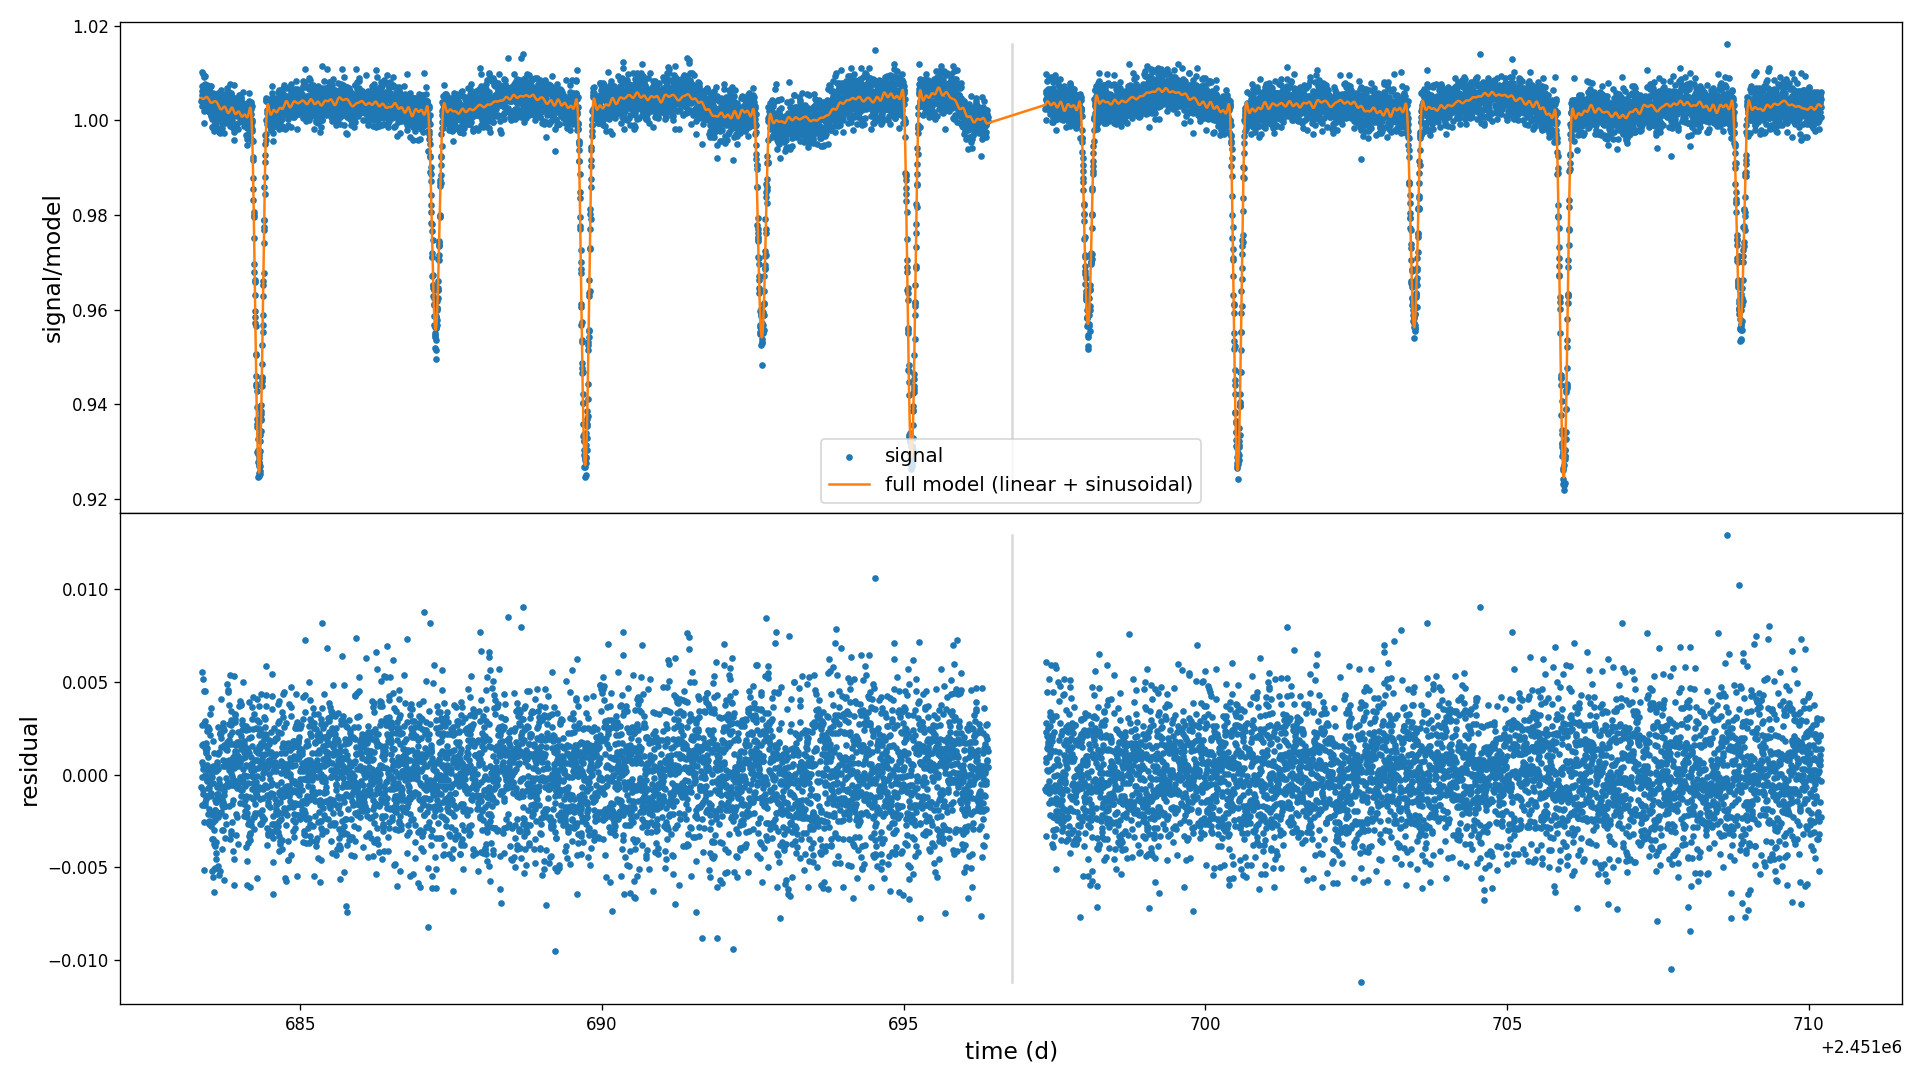 1.02
1.00
0.98
0.96
0.94
0.92
signal/model
signal
full model (linear + sinusoidal)
0.010
0.005
0.000
−0.005
−0.010
residual
685 690 695 700 705 710
time (d)
+2.451e6